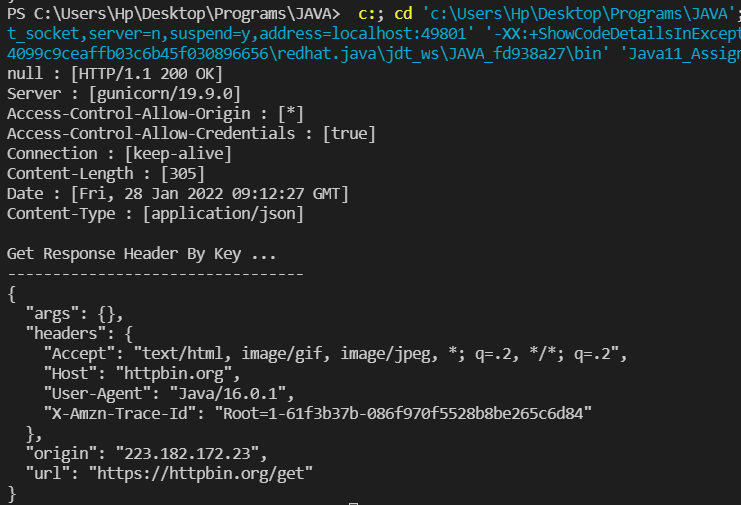 PS C:\Users\Hp\Desktop\Programs\JAVA>  c:; cd 'c:\Users\Hp\Desktop\Programs\JAVA';
t_socket,server=n,suspend=y,address=localhost:49801' '-XX:+ShowCodeDetailsInExcept
4099c9ceaffb03c6b45f030896656\redhat.java\jdt_ws\JAVA_fd938a27\bin' 'Java11_Assign
null : [HTTP/1.1 200 OK]
Server : [gunicorn/19.9.0]
Access-Control-Allow-Origin : [*]
Access-Control-Allow-Credentials : [true]
Connection : [keep-alive]
Content-Length : [305]
Date : [Fri, 28 Jan 2022 09:12:27 GMT]
Content-Type : [application/json]

Get Response Header By Key ...
---------------------------------
{
  "args": {},
  "headers": {
    "Accept": "text/html, image/gif, image/jpeg, *; q=.2, */*; q=.2",
    "Host": "httpbin.org",
    "User-Agent": "Java/16.0.1",
    "X-Amzn-Trace-Id": "Root=1-61f3b37b-086f970f5528b8be265c6d84"
  },
  "origin": "223.182.172.23",
  "url": "https://httpbin.org/get"
}